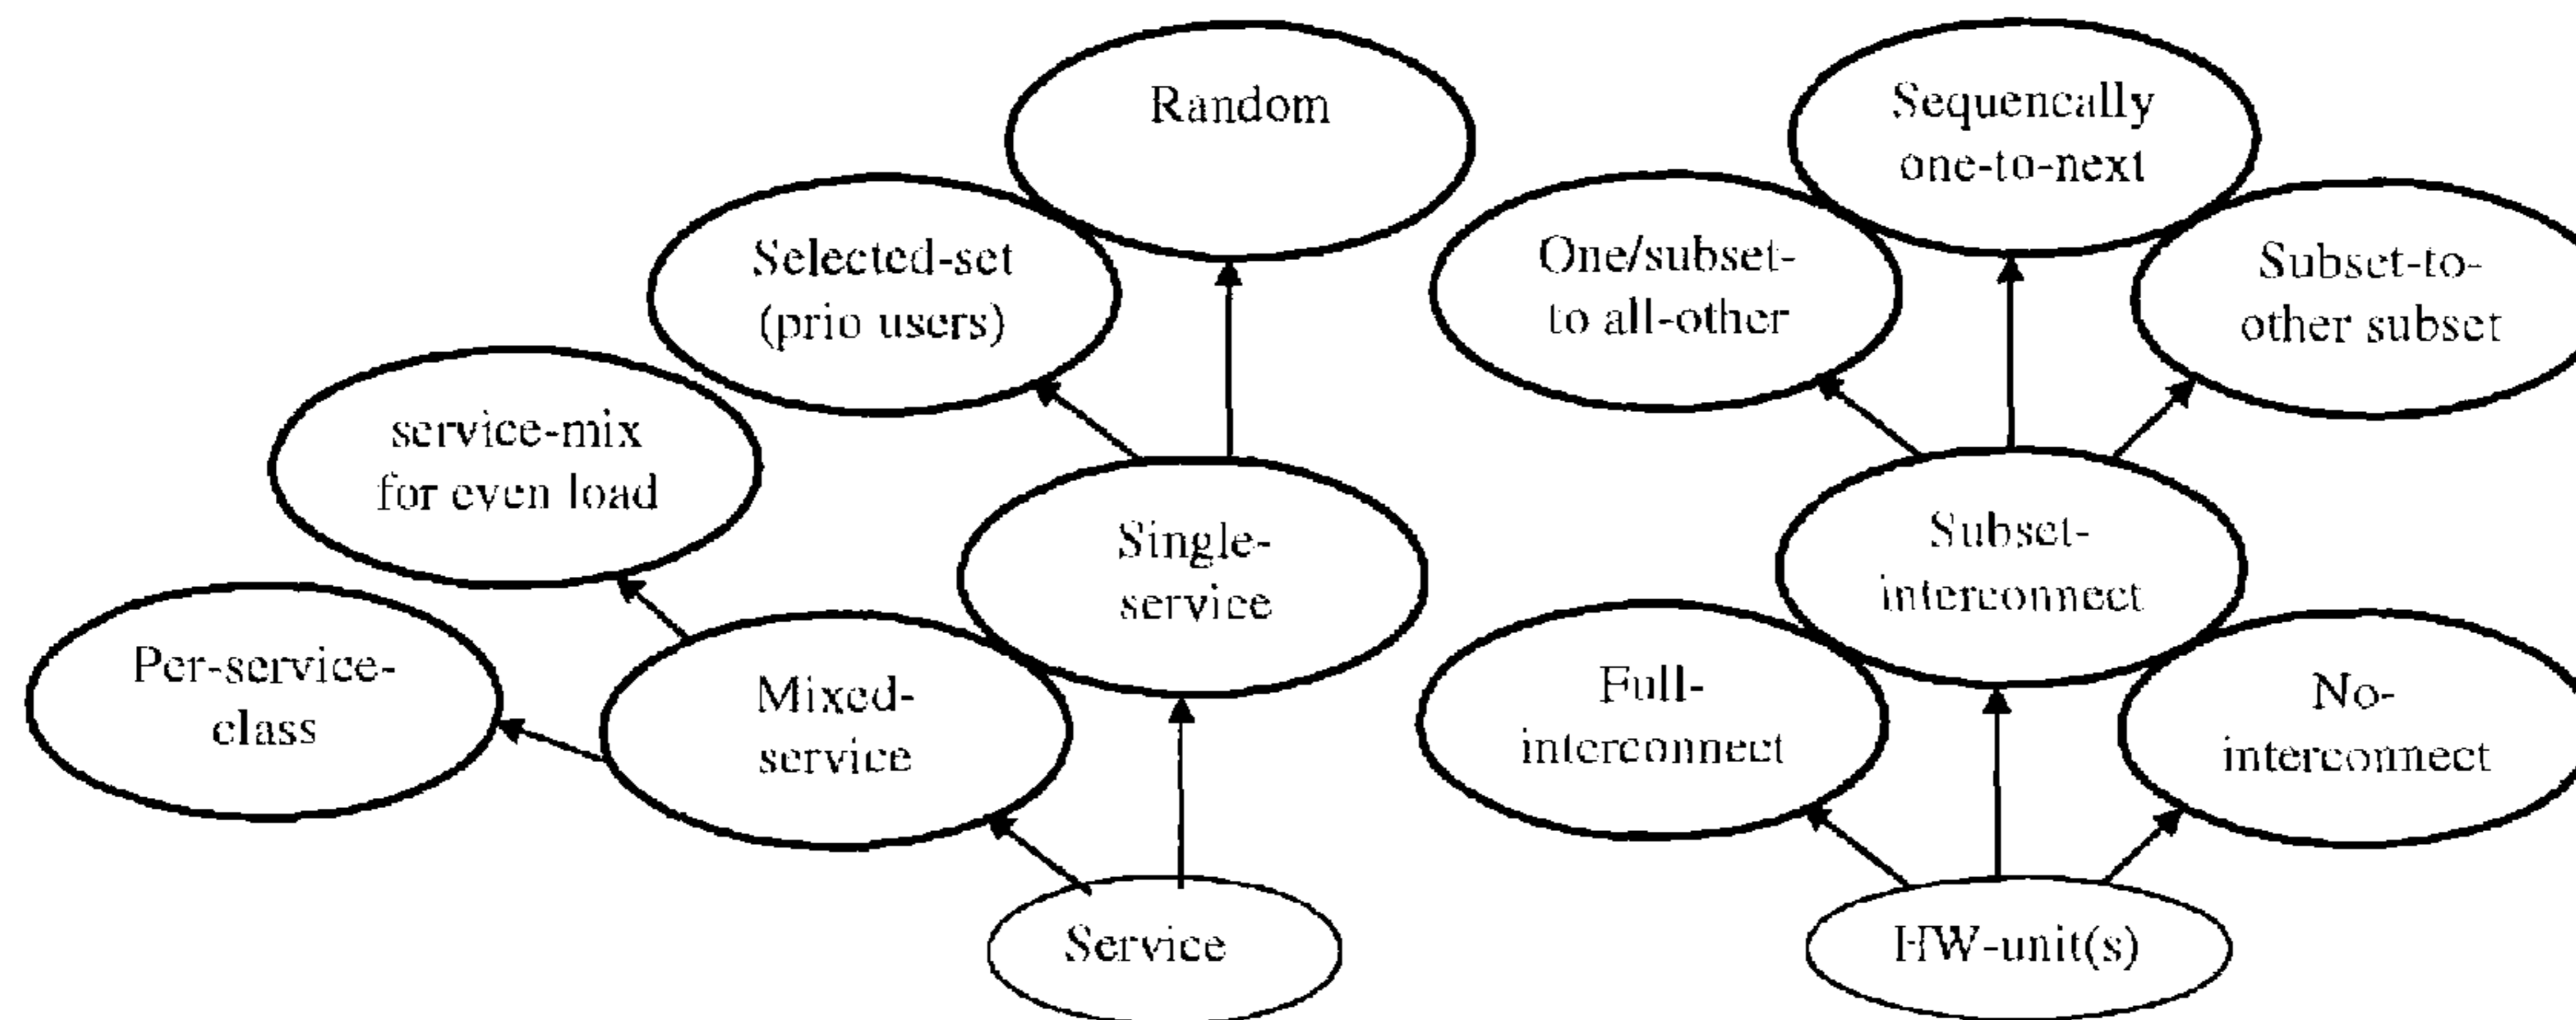 Random
Sequencally
one-to-next
Selected-set
(prio users)
One/subset-
to all-other
Subset-to-
other subset
service-mix
for even load
Single-
service
Subset-
interconnect
Per-service-
class
Mixed-
service
Full-
interconnect
No-
interconnect
Service
HW-unit(s)